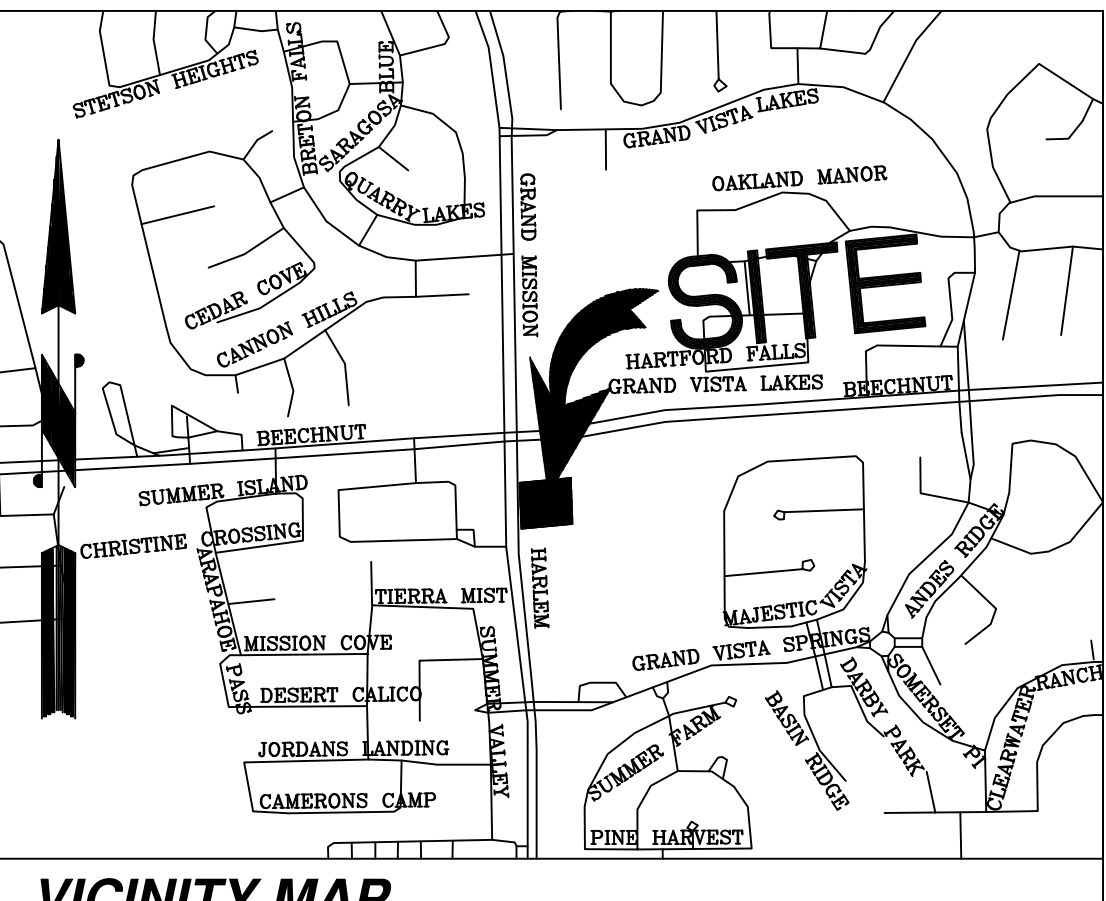 STETSON HEIGHTS
BRETON FALLS
SARAGOSA
BLUE
QUARRY LAKES
GRAND VISTA LAKES
OAKLAND MANOR
GRAND MISSION
SITE
CEDAR COVE
CANNON HILLS
HARTFORD FALLS
GRAND VISTA LAKES
BEECHNUT
BEECHNUT
SUMMER ISLAND
CHRISTINE CROSSING
ARAPAHOE PASS
HARLEM
TIERRA MIST
MISSION COVE
DESERT CALICO
SUMMER VALLEY
JORDANS LANDING
CAMERONS CAMP
ANDES RIDGE
MAJESTIC VISTA
GRAND VISTA SPRINGS
SOMERSET Pl
DARBY PARK
BASIN RIDGE
CLEARWATER RANCH
SUMMER FARM
PINE HARVEST
VICINITY MAP